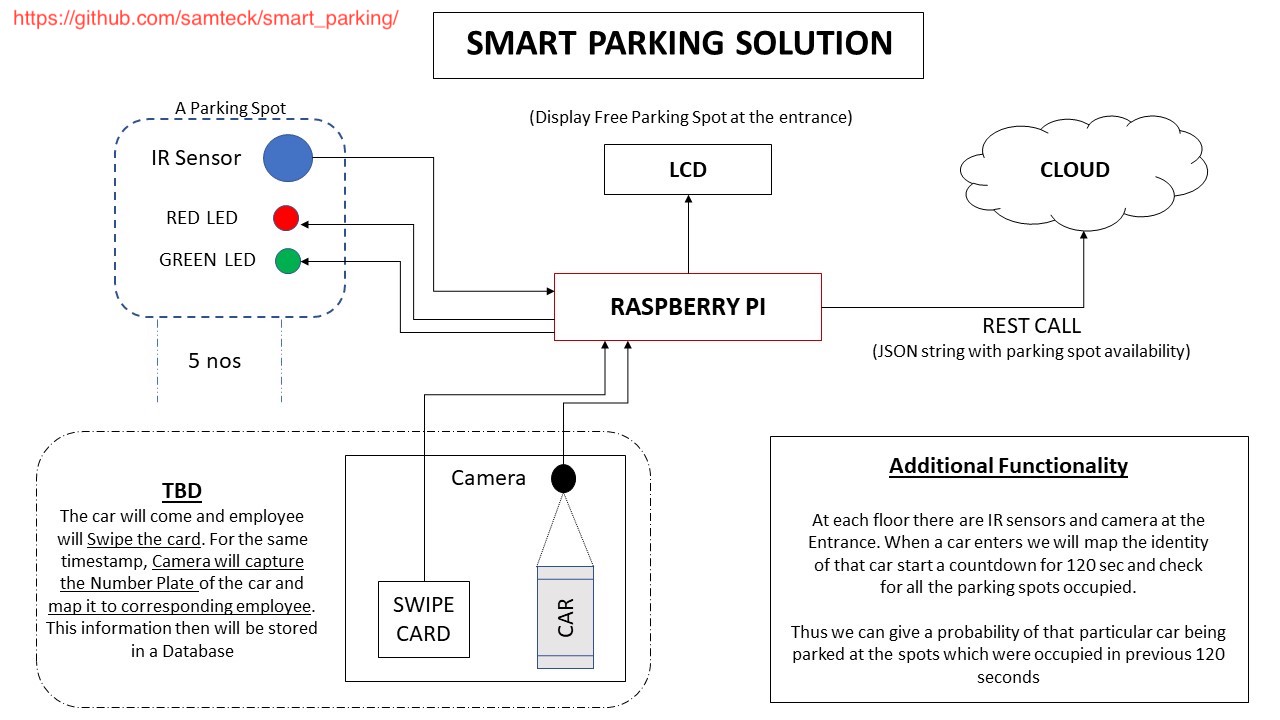 https://github.com/samteck/smart_parking/
SMART PARKING SOLUTION
A Parking Spot
IR Sensor
RED LED
GREEN LED
5 nos
(Display Free Parking Spot at the entrance)
LCD
CLOUD
RASPBERRY PI
REST CALL
(JSON string with parking spot availability)
TBD
The car will come and employee
will Swipe the card. For the same
timestamp, Camera will capture
the Number Plate of the car and
map it to corresponding employee.
This information then will be stored
in a Database
Camera
SWIPE
CARD
CAR
Additional Functionality
At each floor there are IR sensors and camera at the
Entrance. When a car enters we will map the identity
of that car start a countdown for 120 sec and check
for all the parking spots occupied.
Thus we can give a probability of that particular car being
parked at the spots which were occupied in previous 120
seconds